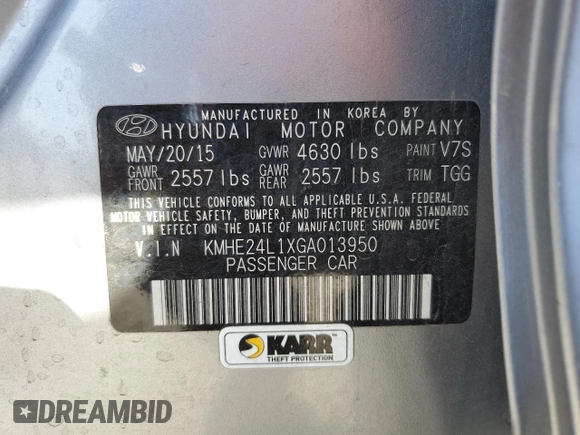 MANUFACTURED IN KOREA BY
HYUNDAI MOTOR COMPANY
MAY/20/15 GVWR 4630 lbs PAINT V7S
GAWR FRONT 2557 lbs GAWR REAR 2557 lbs TRIM TGG
THIS VEHICLE CONFORMS TO ALL APPLICABLE U.S.A. FEDERAL
MOTOR VEHICLE SAFETY, BUMPER, AND THEFT PREVENTION
STANDARDS IN EFFECT ON THE DATE OF MANUFACTURE SHOWN ABOVE
V.I.N KMHE24L1XGA013950
PASSENGER CAR
KARR
THEFT PROTECTION
DREAMBID